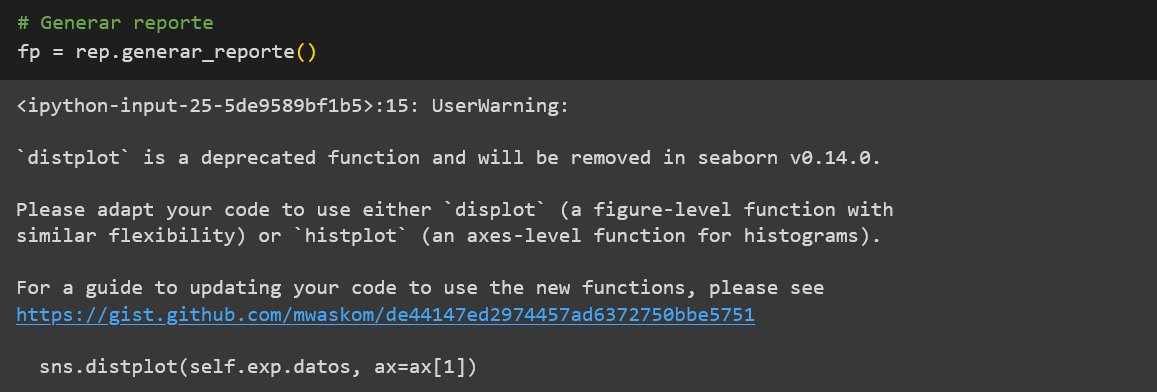 # Generar reporte
fp = rep.generar_reporte()
<ipython-input-25-5de9589bf1b5>:15: UserWarning:
`distplot` is a deprecated function and will be removed in seaborn v0.14.0.
Please adapt your code to use either `displot` (a figure-level function with
similar flexibility) or `histplot` (an axes-level function for histograms).
For a guide to updating your code to use the new functions, please see
https://gist.github.com/mwaskom/de44147ed2974457ad6372750bbe5751
sns.distplot(self.exp.datos, ax=ax[1])